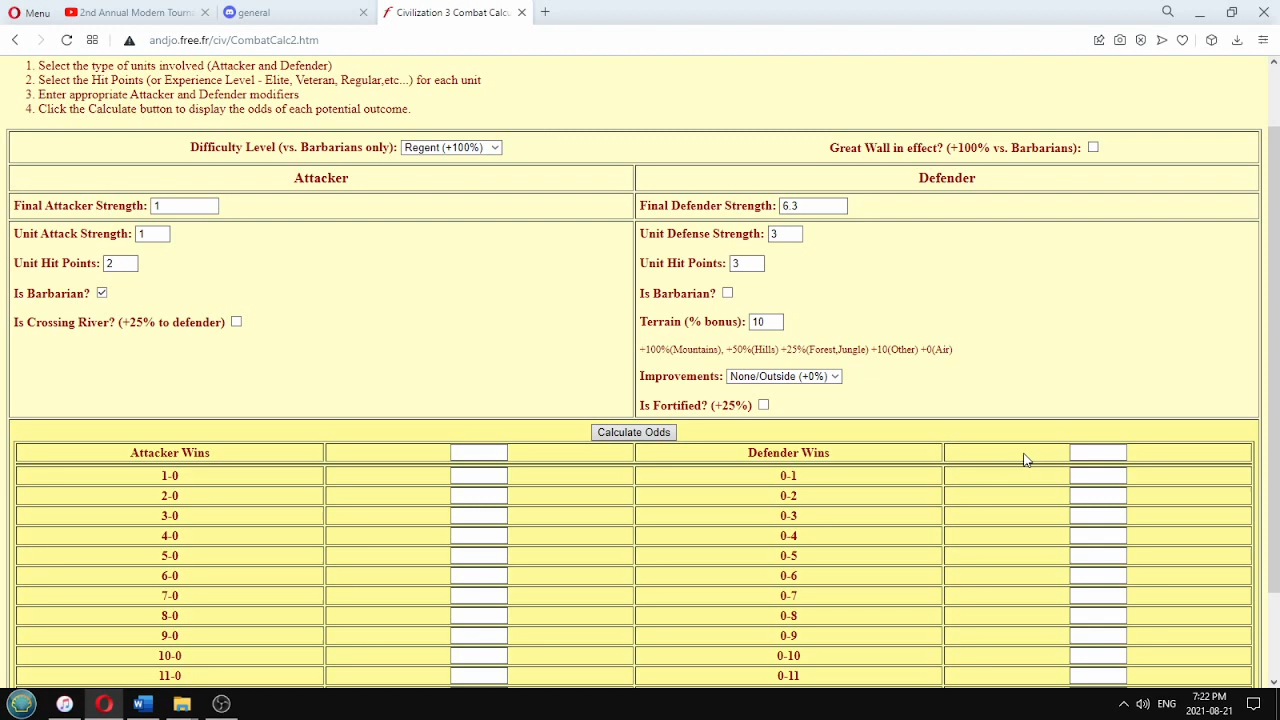 Menu
2nd Annual Modern Tourn
general
Civilization 3 Combat Calcu
andjo.free.fr/civ/CombatCalc2.htm
1. Select the type of units involved (Attacker and Defender)
2. Select the Hit Points (or Experience Level - Elite, Veteran, Regular,etc...) for each unit
3. Enter appropriate Attacker and Defender modifiers
4. Click the Calculate button to display the odds of each potential outcome.
Difficulty Level (vs. Barbarians only): Regent (+100%)
Great Wall in effect? (+100% vs. Barbarians):
Attacker
Defender
Final Attacker Strength: 1
Final Defender Strength: 6.3
Unit Attack Strength: 1
Unit Defense Strength: 3
Unit Hit Points: 2
Unit Hit Points: 3
Is Barbarian?
Is Barbarian?
Is Crossing River? (+25% to defender)
Terrain (% bonus): 10
+100%(Mountains), +50%(Hills) +25%(Forest,Jungle) +10(Other) +0(Air)
Improvements: None/Outside (+0%)
Is Fortified? (+25%)
Calculate Odds
Attacker Wins
Defender Wins
1-0
0-1
2-0
0-2
3-0
0-3
4-0
0-4
5-0
0-5
6-0
0-6
7-0
0-7
8-0
0-8
9-0
0-9
10-0
0-10
11-0
0-11
ENG
7:22 PM
2021-08-21